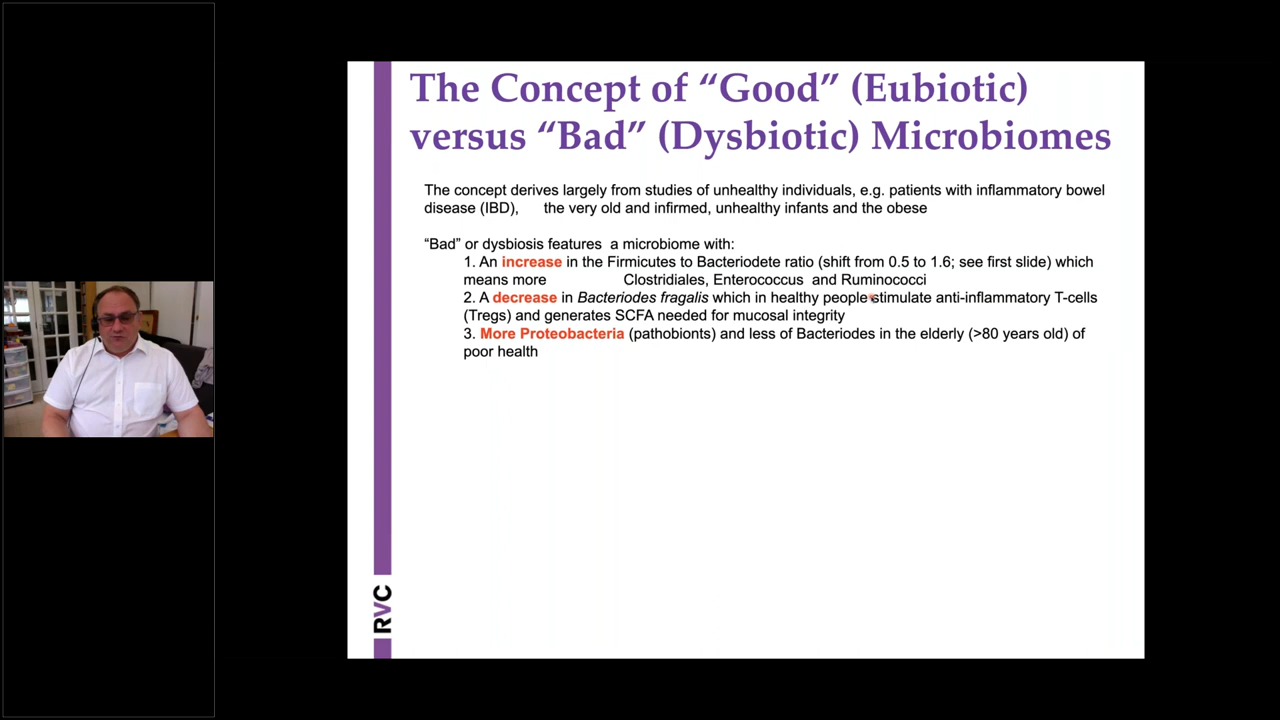 The Concept of “Good” (Eubiotic)
versus “Bad” (Dysbiotic) Microbiomes
The concept derives largely from studies of unhealthy individuals, e.g. patients with inflammatory bowel
disease (IBD), the very old and infirmed, unhealthy infants and the obese
“Bad” or dysbiosis features a microbiome with:
1. An increase in the Firmicutes to Bacteriodete ratio (shift from 0.5 to 1.6; see first slide) which
means more Clostridiales, Enterococcus and Ruminococci
2. A decrease in Bacteriodes fragalis which in healthy people stimulate anti-inflammatory T-cells
(Tregs) and generates SCFA needed for mucosal integrity
3. More Proteobacteria (pathobionts) and less of Bacteriodes in the elderly (>80 years old) of
poor health
RVC